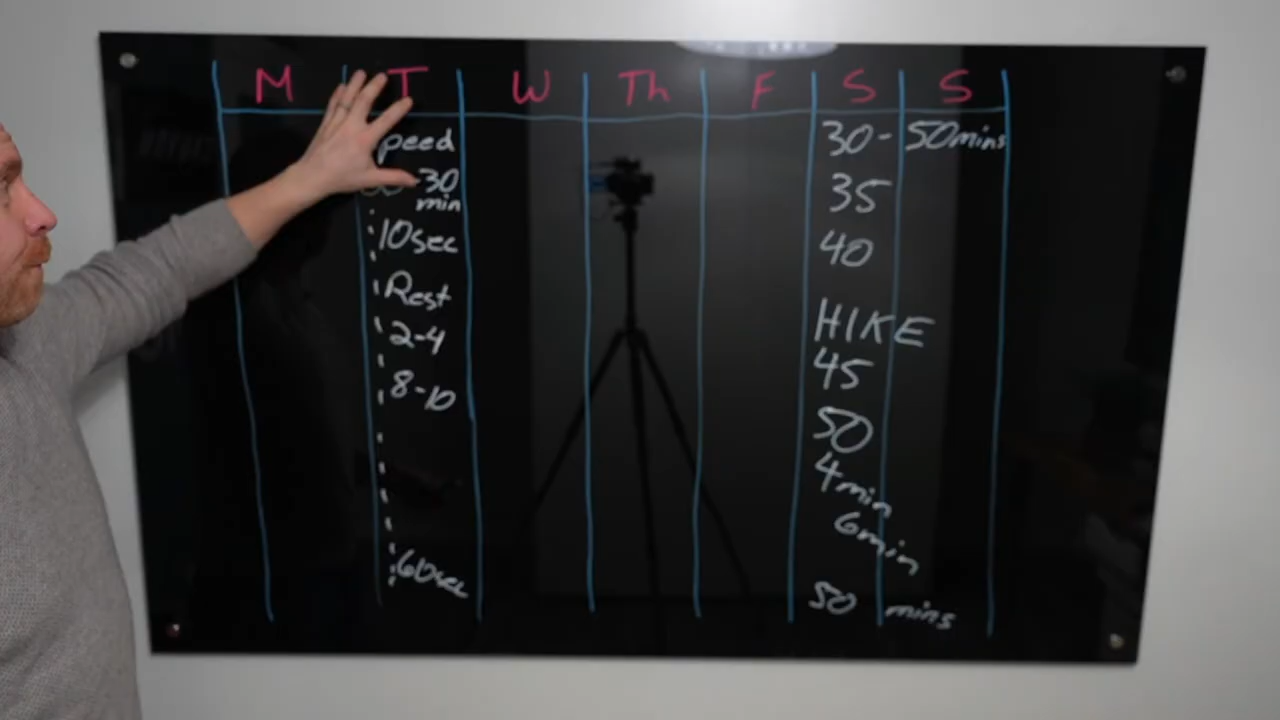 M T W Th F S S
peed
30
min
10sec
Rest
2-4
8-10
60sec
30-50mins
35
40
HIKE
45
50
4min
6min
50 mins